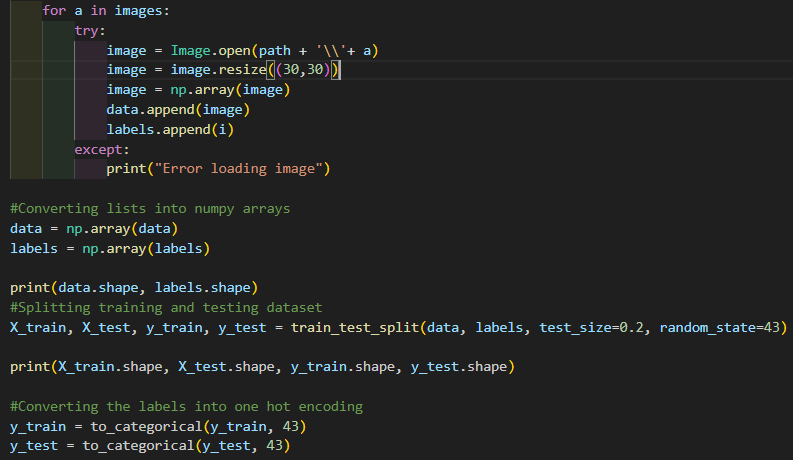 for a in images:
try:
image = Image.open(path + '\\'+ a)
image = image.resize((30,30))
image = np.array(image)
data.append(image)
labels.append(i)
except:
print("Error loading image")
#Converting lists into numpy arrays
data = np.array(data)
labels = np.array(labels)
print(data.shape, labels.shape)
#Splitting training and testing dataset
X_train, X_test, y_train, y_test = train_test_split(data, labels, test_size=0.2, random_state=43)
print(X_train.shape, X_test.shape, y_train.shape, y_test.shape)
#Converting the labels into one hot encoding
y_train = to_categorical(y_train, 43)
y_test = to_categorical(y_test, 43)